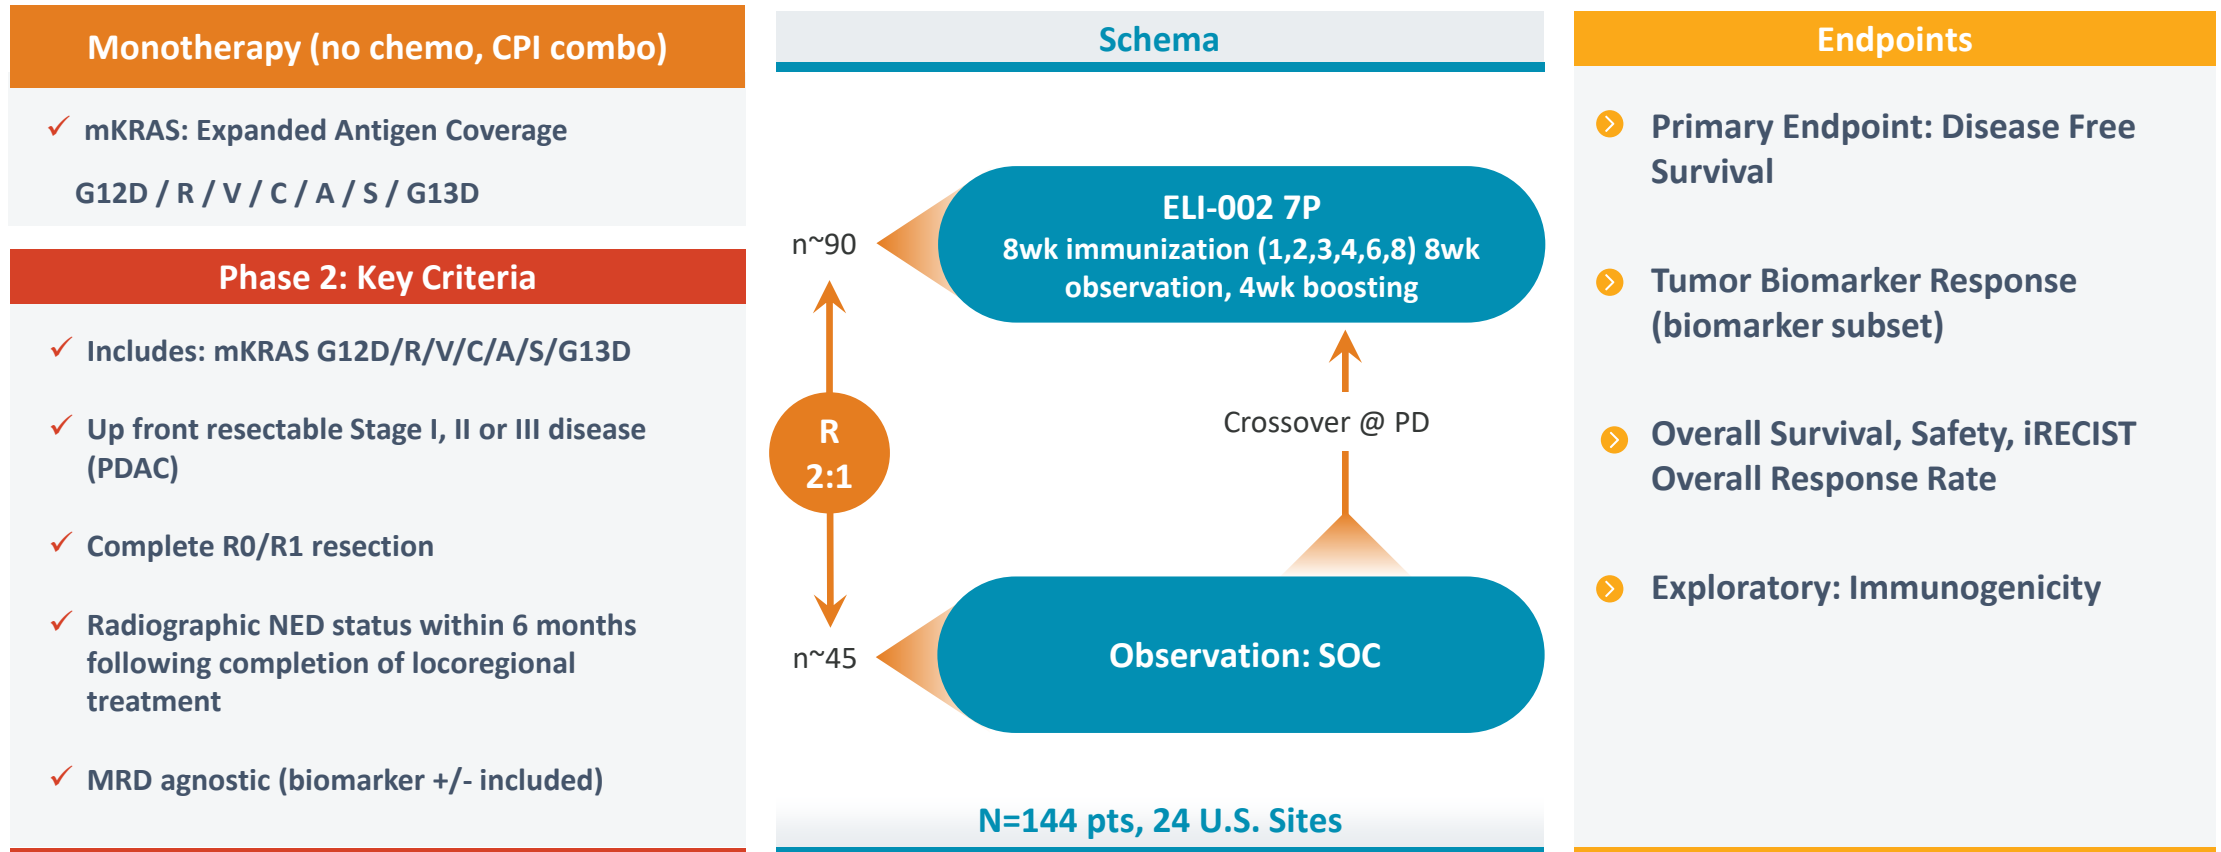 Monotherapy (no chemo, CPI combo)
mKRAS: Expanded Antigen Coverage
G12D / R / V / C / A / S / G13D
Phase 2: Key Criteria
Includes: mKRAS G12D/R/V/C/A/S/G13D
Up front resectable Stage I, II or III disease
(PDAC)
Complete R0/R1 resection
Radiographic NED status within 6 months
following completion of locoregional
treatment
MRD agnostic (biomarker +/- included)
Schema
n~90
ELI-002 7P
8wk immunization (1,2,3,4,6,8) 8wk
observation, 4wk boosting
R
2:1
Crossover @ PD
n~45
Observation: SOC
N=144 pts, 24 U.S. Sites
Endpoints
Primary Endpoint: Disease Free
Survival
Tumor Biomarker Response
(biomarker subset)
Overall Survival, Safety, iRECIST
Overall Response Rate
Exploratory: Immunogenicity